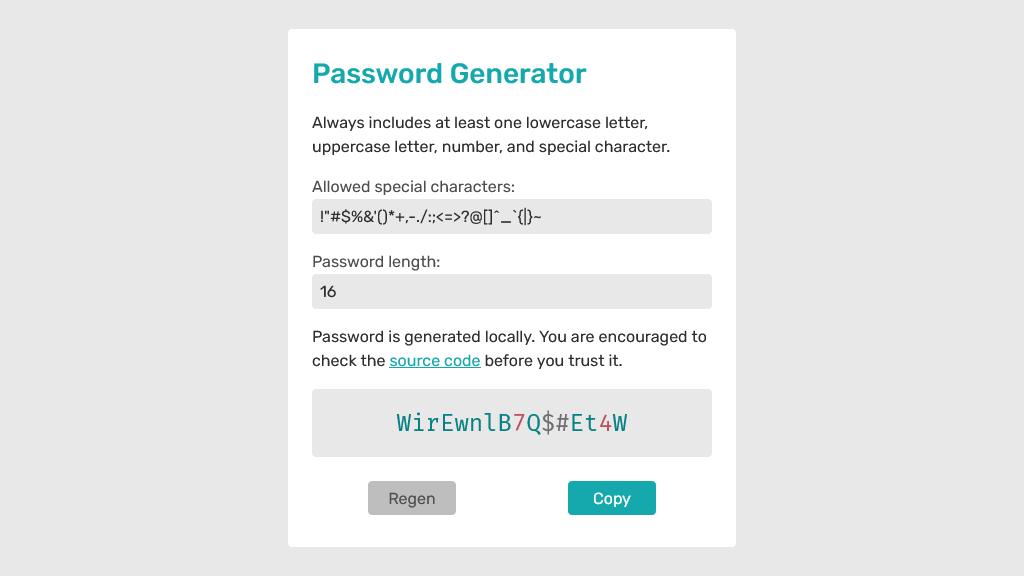 Password Generator
Always includes at least one lowercase letter,
uppercase letter, number, and special character.
Allowed special characters:
!"#$%&'()*+,-./:;<=>?@[]^_`{|}~
Password length:
16
Password is generated locally. You are encouraged to
check the source code before you trust it.
WirEwnlB7Q$#Et4W
Regen
Copy